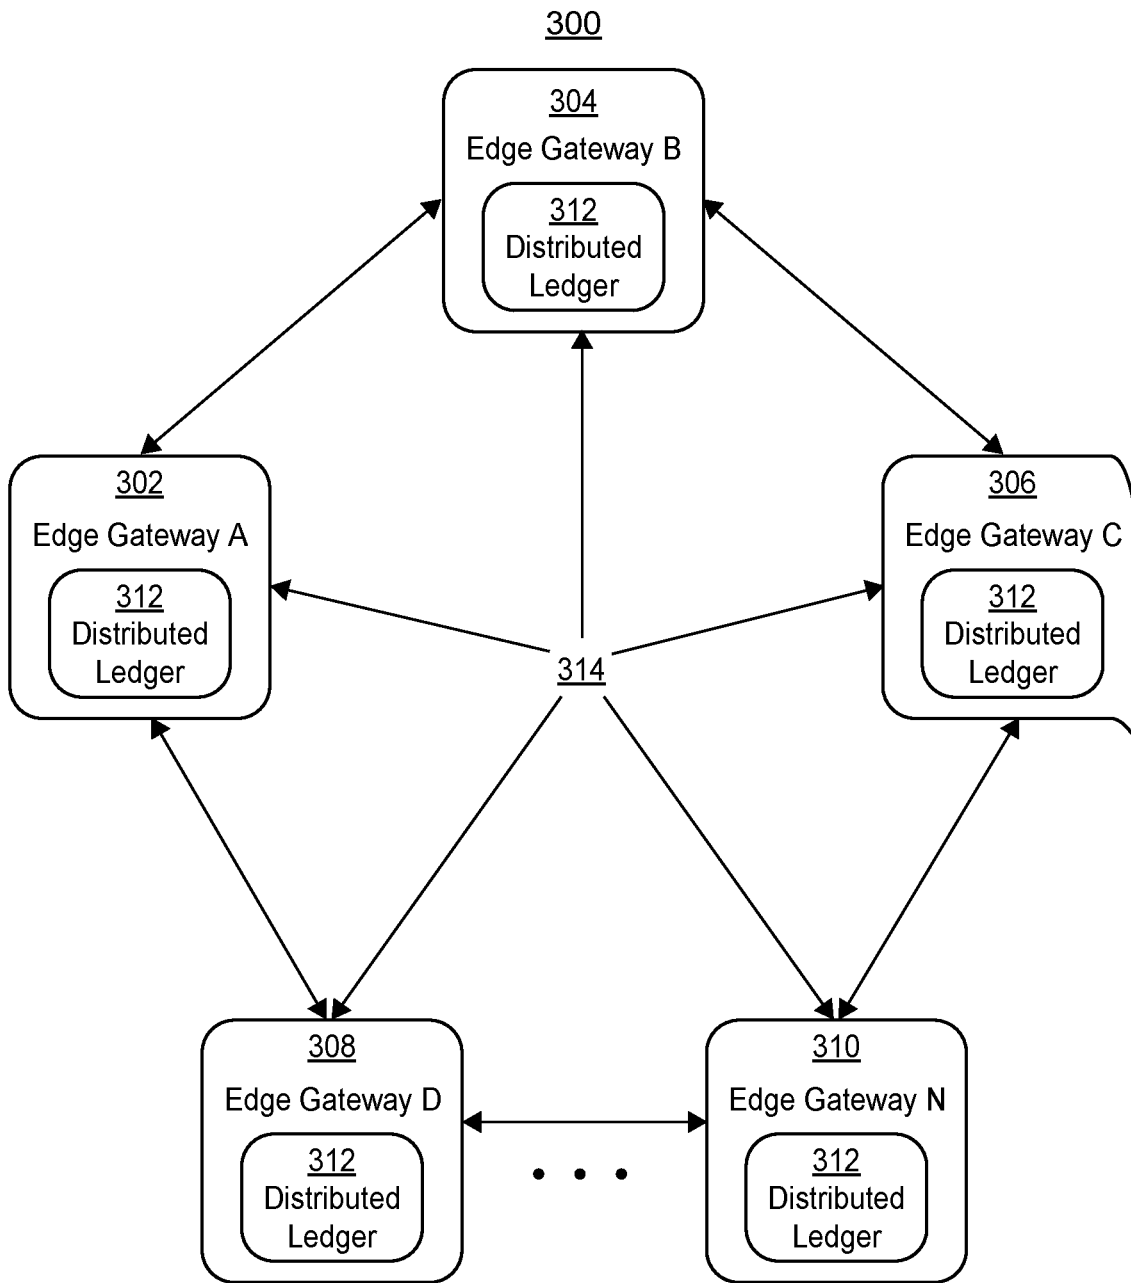 300
304
Edge Gateway B
312
Distributed
Ledger
302
Edge Gateway A
312
Distributed
Ledger
306
Edge Gateway C
312
Distributed
Ledger
314
308
Edge Gateway D
312
Distributed
Ledger
310
Edge Gateway N
312
Distributed
Ledger